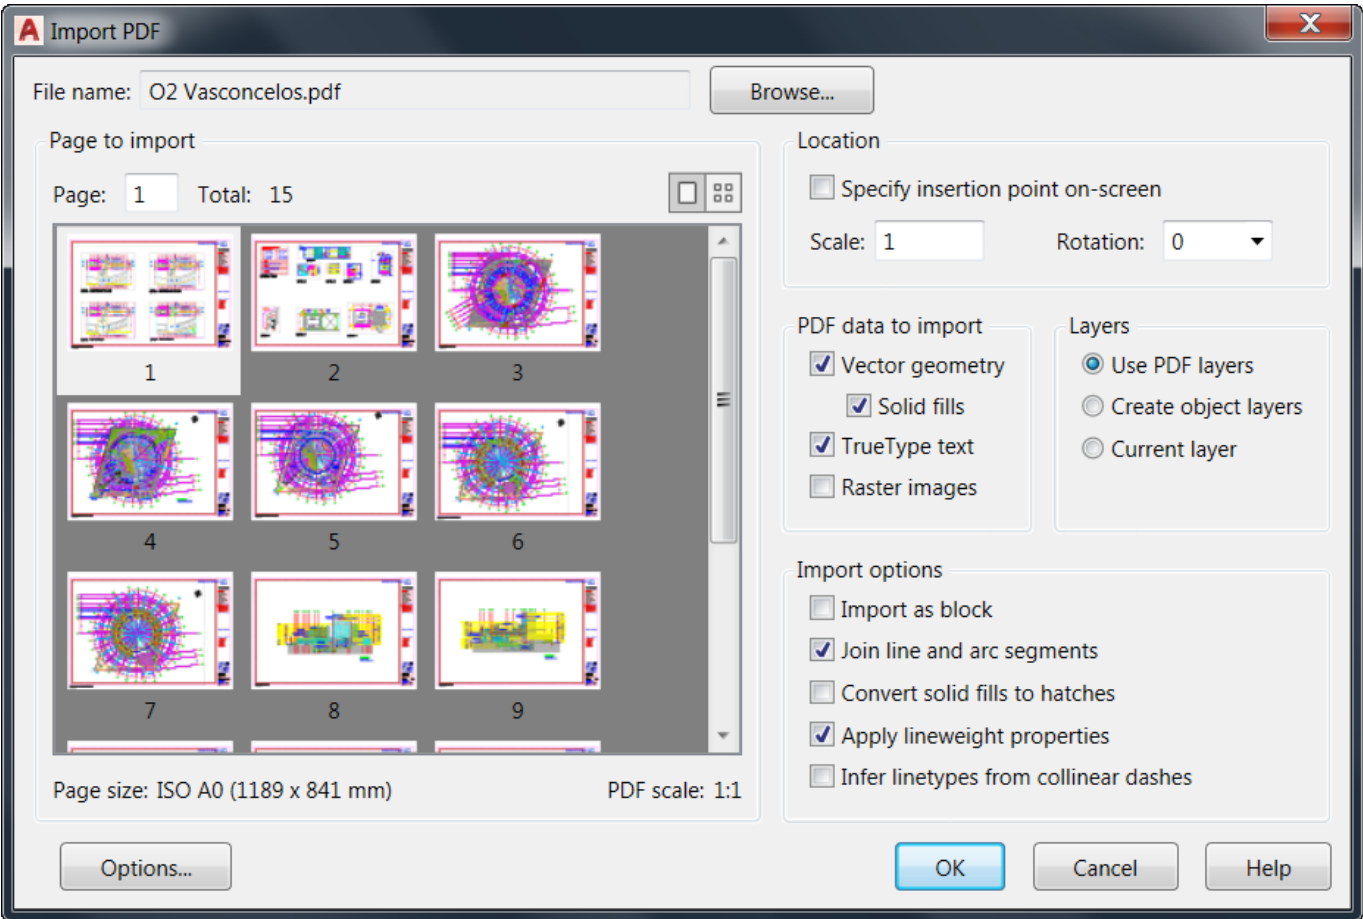 Import PDF
File name: O2 Vasconcelos.pdf Browse...
Page to import
Page: 1 Total: 15
1 2 3
4 5 6
7 8 9
Page size: ISO A0 (1189 x 841 mm) PDF scale: 1:1
Location
Specify insertion point on-screen
Scale: 1 Rotation: 0
PDF data to import
Vector geometry
Solid fills
TrueType text
Raster images
Layers
Use PDF layers
Create object layers
Current layer
Import options
Import as block
Join line and arc segments
Convert solid fills to hatches
Apply lineweight properties
Infer linetypes from collinear dashes
Options... OK Cancel Help